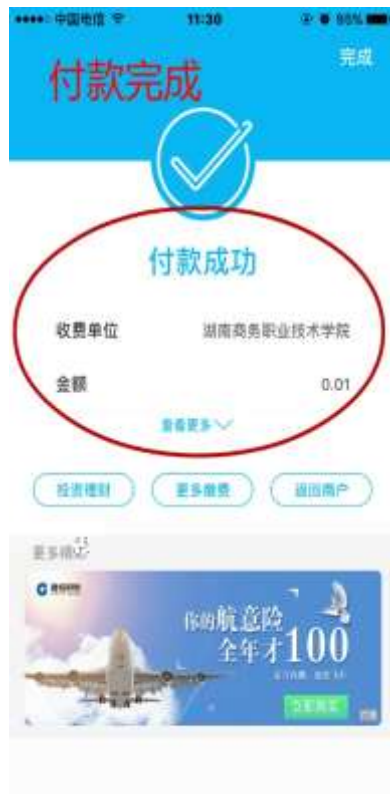 中国电信 11:30 95%
完成
付款完成
付款成功
收费单位 湖南商务职业技术学院
金额 0.01
查看更多
投资理财 更多缴费 返回商户
更多缴
你的航意险
全年才100
立即购买